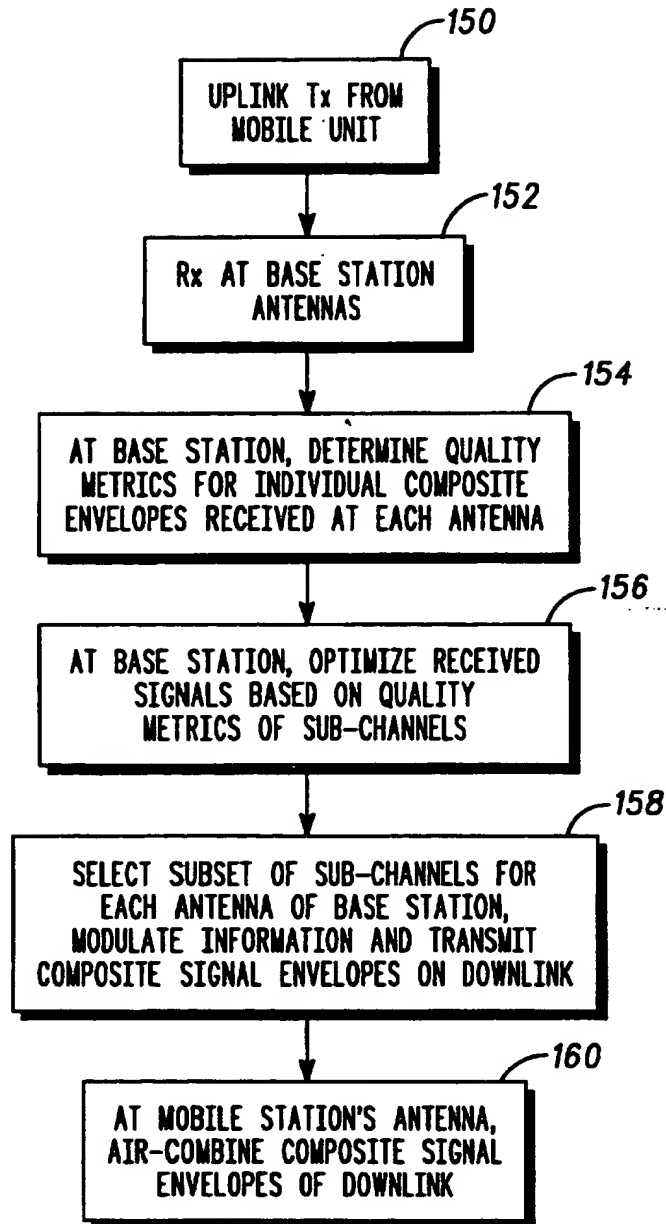 150
UPLINK Tx FROM
MOBILE UNIT
152
Rx AT BASE STATION
ANTENNAS
154
AT BASE STATION, DETERMINE QUALITY
METRICS FOR INDIVIDUAL COMPOSITE
ENVELOPES RECEIVED AT EACH ANTENNA
156
AT BASE STATION, OPTIMIZE RECEIVED
SIGNALS BASED ON QUALITY
METRICS OF SUB-CHANNELS
158
SELECT SUBSET OF SUB-CHANNELS FOR
EACH ANTENNA OF BASE STATION,
MODULATE INFORMATION AND TRANSMIT
COMPOSITE SIGNAL ENVELOPES ON DOWNLINK
160
AT MOBILE STATION'S ANTENNA,
AIR-COMBINE COMPOSITE SIGNAL
ENVELOPES OF DOWNLINK